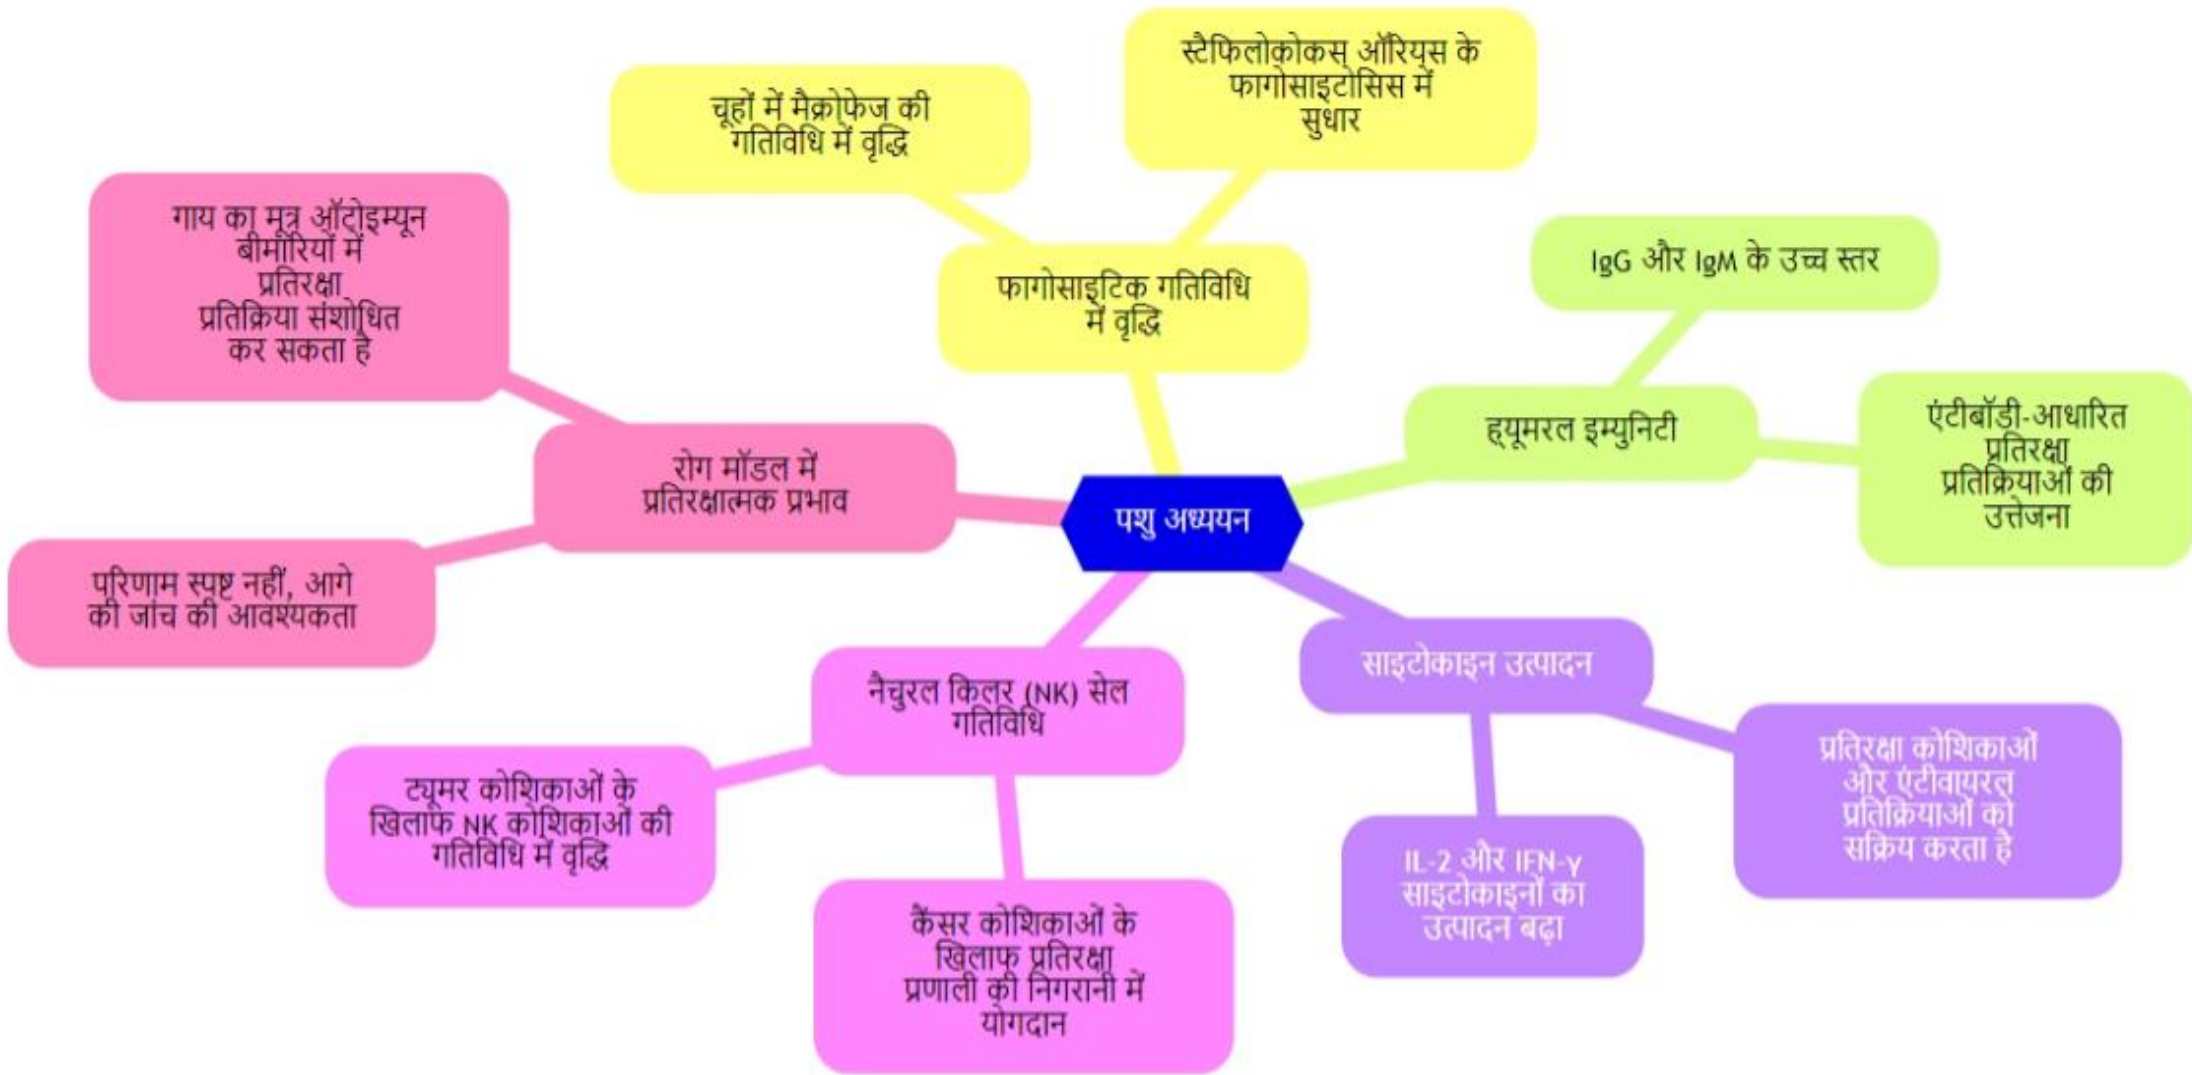 स्टैफिलोकोकस ऑरियस के
फागोसाइटोसिस में
सुधार
चूहों में मैक्रोफेज की
गतिविधि में वृद्धि
फागोसाइटिक गतिविधि
में वृद्धि
गाय का मूत्र ऑटोइम्यून
बीमारियों में
प्रतिरक्षा
प्रतिक्रिया संशोधित
कर सकता है
रोग मॉडल में
प्रतिरक्षात्मक प्रभाव
परिणाम स्पष्ट नहीं, आगे
की जांच की आवश्यकता
पशु अध्ययन
IgG और IgM के उच्च स्तर
ह्यूमरल इम्युनिटी
एंटीबॉडी-आधारित
प्रतिरक्षा
प्रतिक्रियाओं की
उत्तेजना
साइटोकाइन उत्पादन
प्रतिरक्षा कोशिकाओं
और एंटीवायरल
प्रतिक्रियाओं को
सक्रिय करता है
IL-2 और IFN-γ
साइटोकाइनों का
उत्पादन बढ़ा
नैचुरल किलर (NK) सेल
गतिविधि
ट्यूमर कोशिकाओं के
खिलाफ NK कोशिकाओं की
गतिविधि में वृद्धि
कैंसर कोशिकाओं के
खिलाफ प्रतिरक्षा
प्रणाली की निगरानी में
योगदान